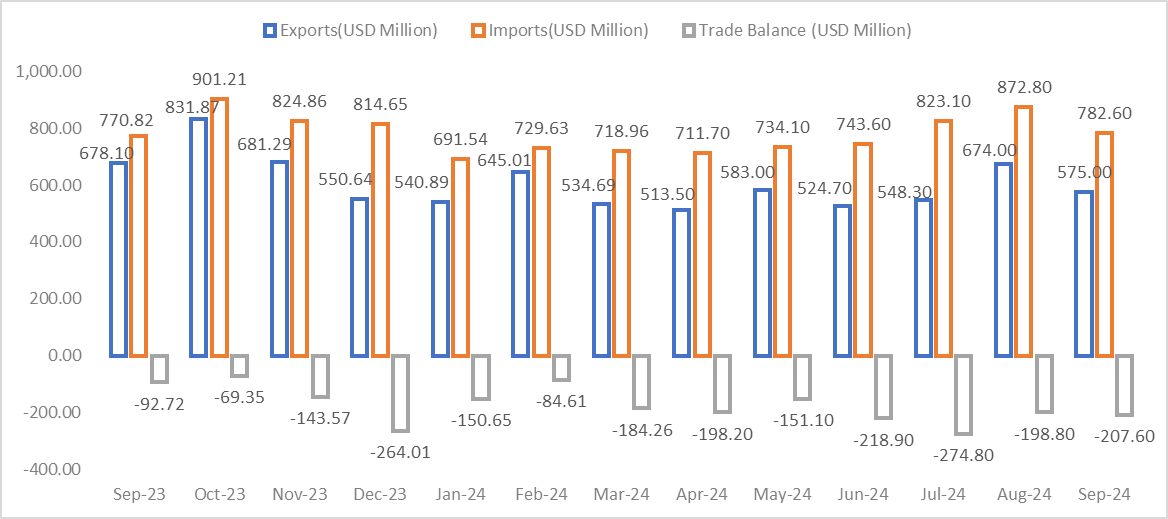 Exports(USD Million) Imports(USD Million) Trade Balance (USD Million)
1,000.00
800.00
600.00
400.00
200.00
0.00
-200.00
-400.00
678.10 831.87 681.29 550.64 540.89 645.01 534.69 513.50 583.00 524.70 548.30 674.00 575.00
770.82 901.21 824.86 814.65 691.54 729.63 718.96 711.70 734.10 743.60 823.10 872.80 782.60
-92.72 -69.35 -143.57 -264.01 -150.65 -84.61 -184.26 -198.20 -151.10 -218.90 -274.80 -198.80 -207.60
Sep-23 Oct-23 Nov-23 Dec-23 Jan-24 Feb-24 Mar-24 Apr-24 May-24 Jun-24 Jul-24 Aug-24 Sep-24